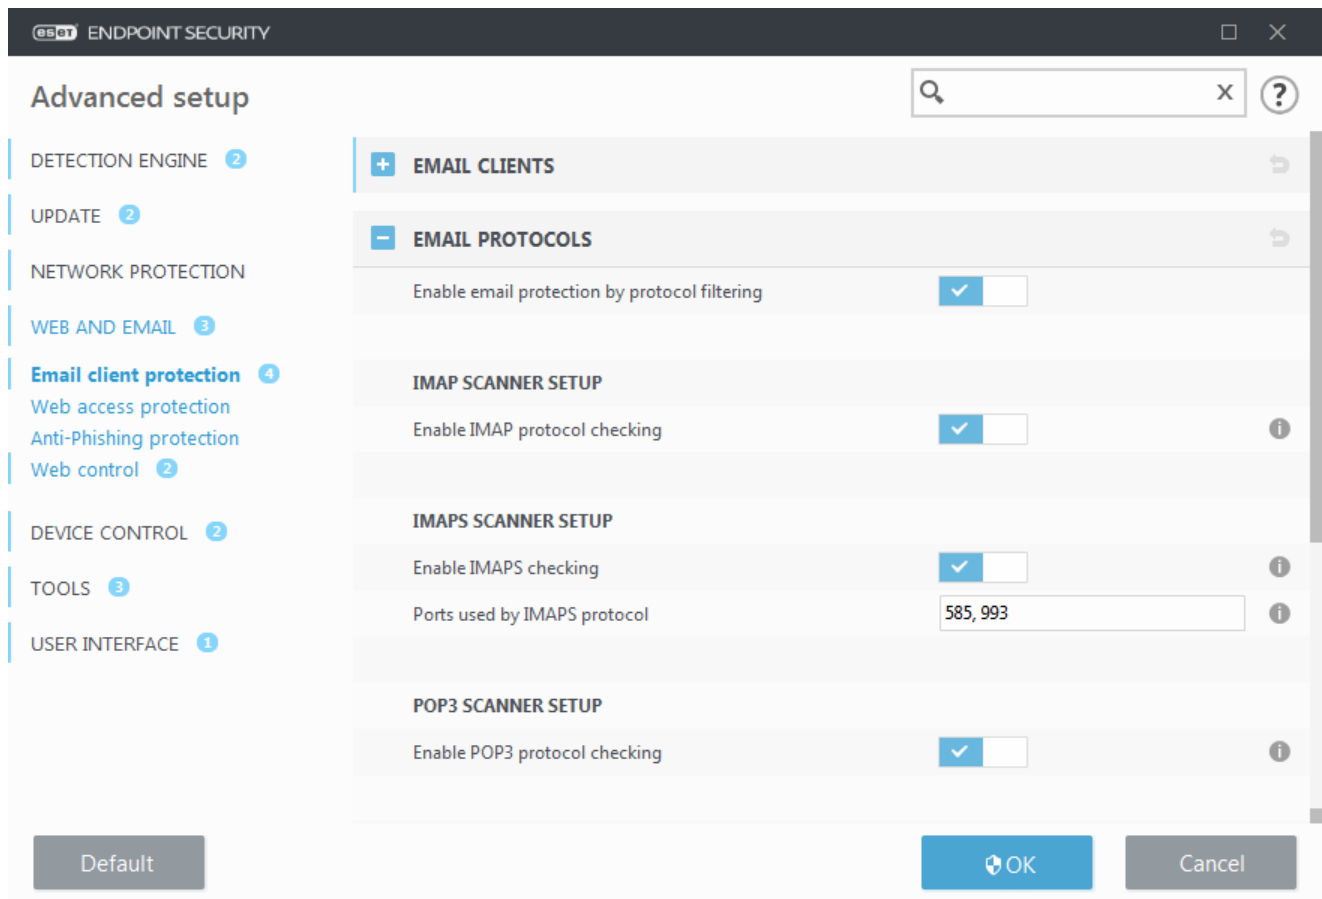 eset ENDPOINT SECURITY
Advanced setup
x
?
DETECTION ENGINE 2
UPDATE 2
NETWORK PROTECTION
WEB AND EMAIL 3
Email client protection 4
Web access protection
Anti-Phishing protection
Web control 2
DEVICE CONTROL 2
TOOLS 3
USER INTERFACE 1
EMAIL CLIENTS
EMAIL PROTOCOLS
Enable email protection by protocol filtering
IMAP SCANNER SETUP
Enable IMAP protocol checking
i
IMAPS SCANNER SETUP
Enable IMAPS checking
i
Ports used by IMAPS protocol 585, 993
i
POP3 SCANNER SETUP
Enable POP3 protocol checking
i
Default
OK
Cancel